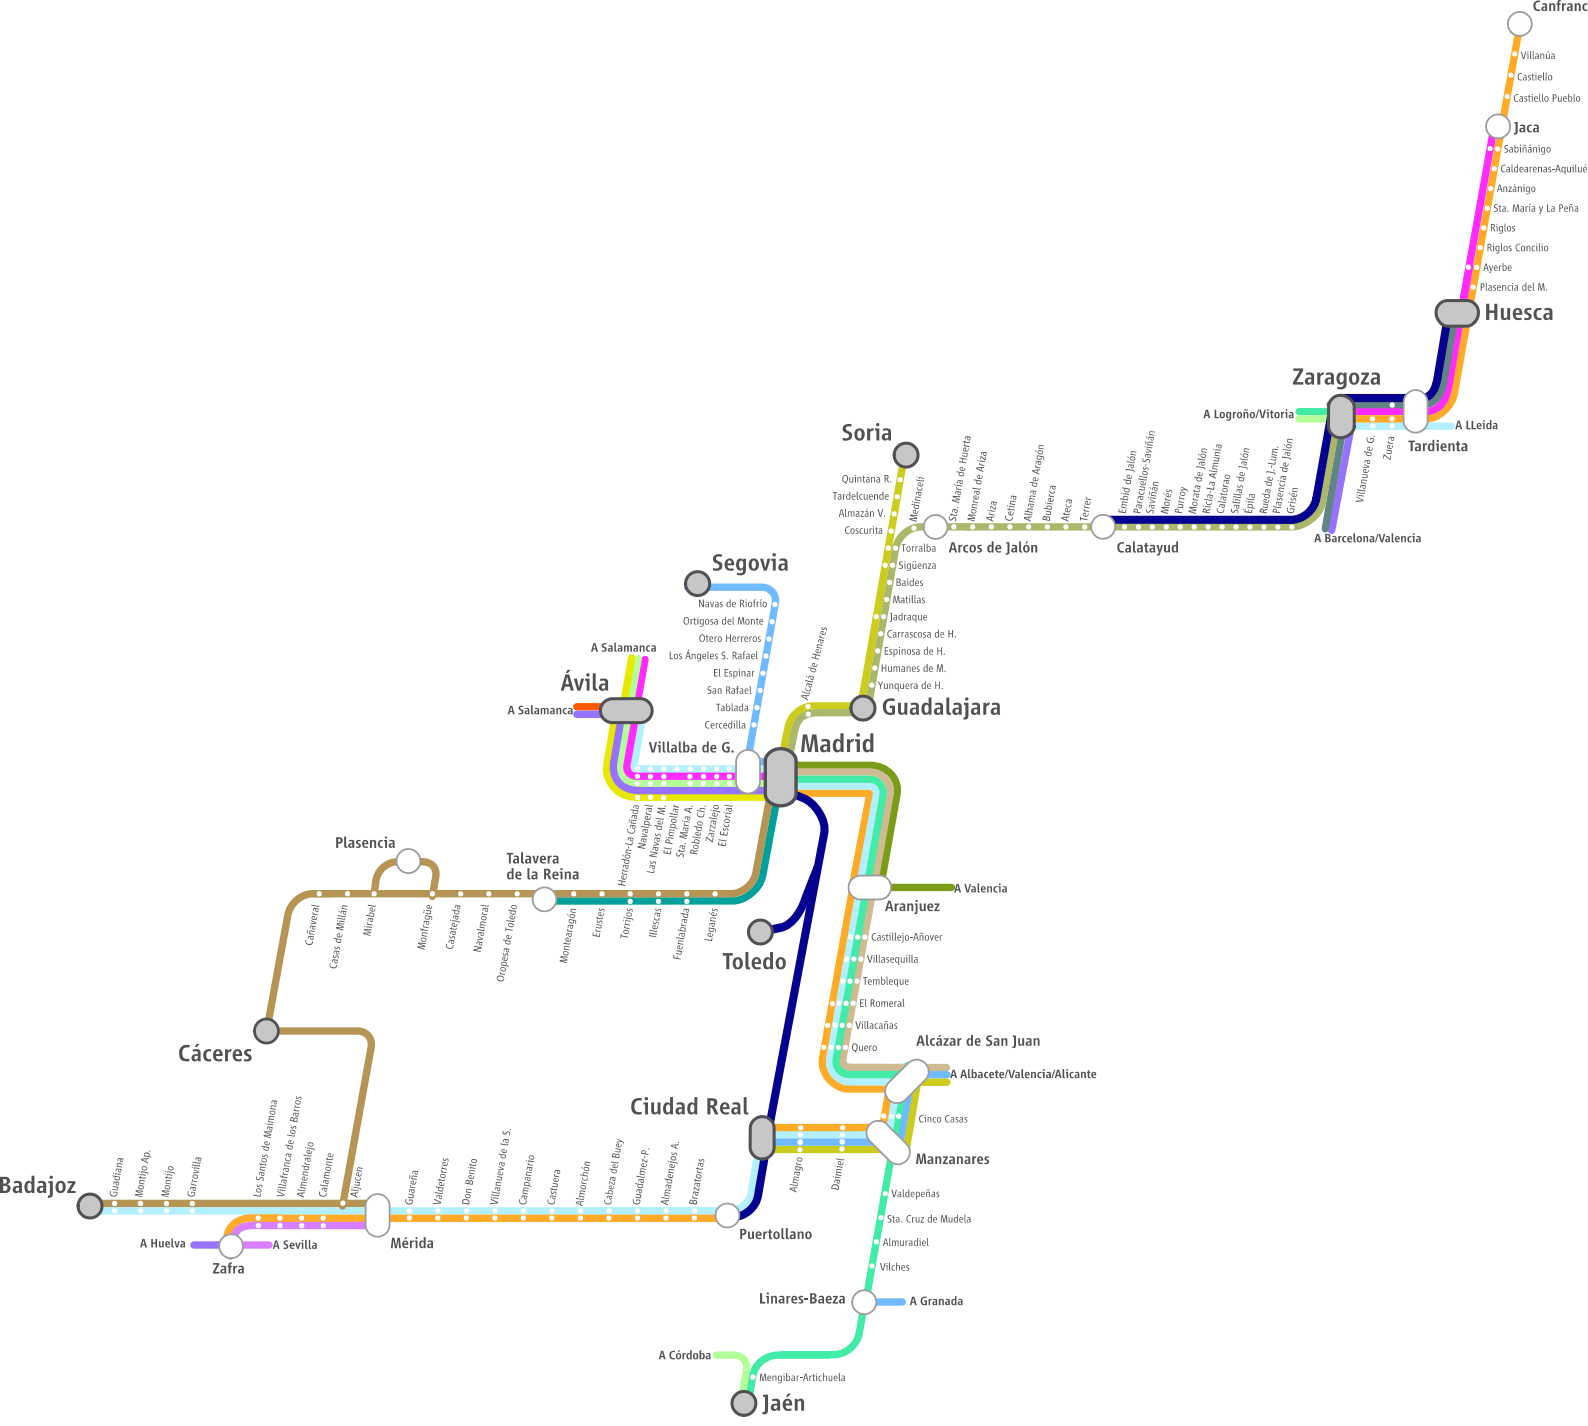 Canfranc
Villanúa
Castiello
Castiello Pueblo
Jaca
Sabiñánigo
Caldearenas-Aquilué
Anzánigo
Sta. María y La Peña
Riglos
Riglos Concilio
Ayerbe
Plasencia del M.
Huesca
Zaragoza
A Logroño/Vitoria
A LLeida
Tardienta
Villanueva de G.
Zuera
A Barcelona/Valencia
Soria
Quintana R.
Tardelcuende
Almazán V.
Coscurita
Torralba
Sigüenza
Baides
Matillas
Jadraque
Carrascosa de H.
Espinosa de H.
Humanes de M.
Yunquera de H.
Medinaceli
Arcos de Jalón
Sta. María de Huerta
Monreal de Ariza
Ariza
Cetina
Alhama de Aragón
Bubierca
Ateca
Terrer
Calatayud
Embid de Jalón
Paracuellos-Saviñán
Saviñán
Morés
Purroy
Morata de Jalón
Ricla-La Almunia
Calatorao
Salillas de Jalón
Épila
Rueda de J.-Lum.
Plasencia de Jalón
Grisén
Segovia
Navas de Riofrío
Ortigosa del Monte
Otero Herreros
Los Ángeles S. Rafael
El Espinar
San Rafael
Tablada
Cercedilla
Alcalá de Henares
Guadalajara
A Salamanca
Ávila
A Salamanca
Villalba de G.
Madrid
Herradón-La Cañada
Navalperal
Las Navas del M.
El Pimpollar
Sta. María A.
Robledo Ch.
Zarzalejo
El Escorial
Plasencia
Talavera
de la Reina
Cañaveral
Casas de Millán
Mirabel
Monfragüe
Casatejada
Navalmoral
Oropesa de Toledo
Montearagón
Erustes
Torrijos
Illescas
Fuenlabrada
Leganés
Toledo
A Valencia
Aranjuez
Castillejo-Añover
Villasequilla
Tembleque
El Romeral
Villacañas
Quero
Alcázar de San Juan
A Albacete/Valencia/Alicante
Cinco Casas
Manzanares
Cáceres
Ciudad Real
Almagro
Daimiel
Badajoz
Guadiana
Montijo Ap.
Montijo
Garrovilla
Los Santos de Maimona
Villafranca de los Barros
Almendralejo
Calamonte
Aljucen
Guareña
Valdetorres
Don Benito
Villanueva de la S.
Campanario
Castuera
Almorchón
Cabeza del Buey
Guadalmez-P.
Almadenejos A.
Brazatortas
Puertollano
Mérida
A Huelva
A Sevilla
Zafra
Valdepeñas
Sta. Cruz de Mudela
Almuradiel
Vilches
Linares-Baeza
A Granada
A Córdoba
Mengibar-Artichuela
Jaén